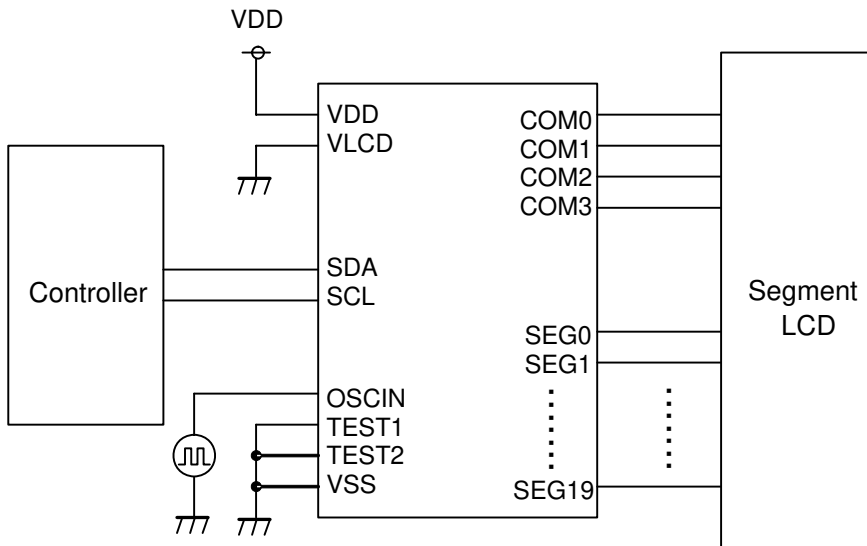 VDD
VDD
VLCD
SDA
SCL
OSCIN
TEST1
TEST2
VSS
COM0
COM1
COM2
COM3
SEG0
SEG1
SEG19
Controller
Segment
LCD